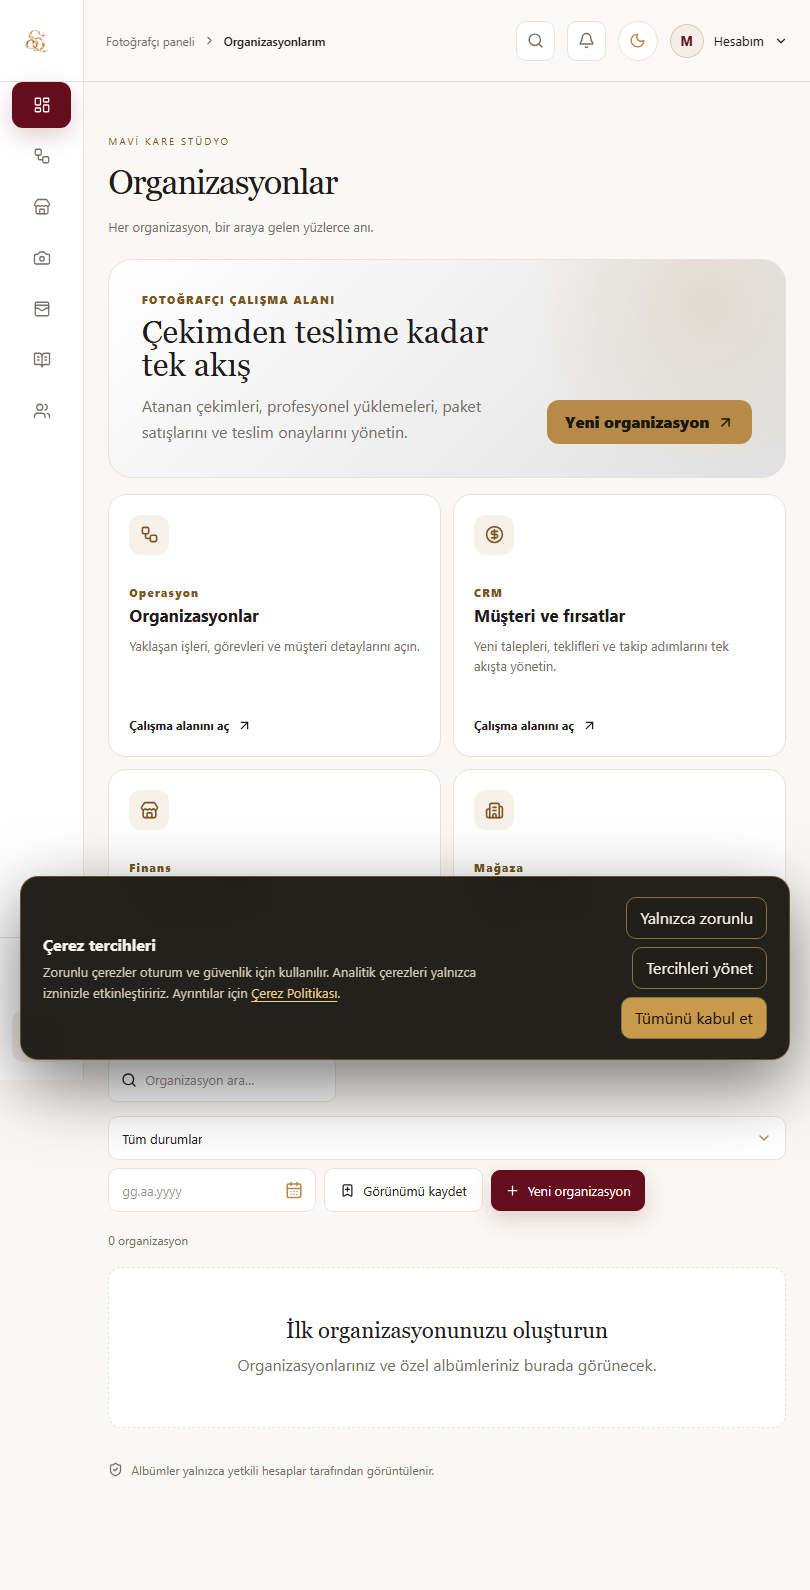 Fotoğrafçı paneli > Organizasyonlarım
M Hesabım
MAVİ KARE STÜDYO
Organizasyonlar
Her organizasyon, bir araya gelen yüzlerce anı.
FOTOĞRAFÇI ÇALIŞMA ALANI
Çekimden teslime kadar
tek akış
Atanan çekimleri, profesyonel yüklemeleri, paket
satışlarını ve teslim onaylarını yönetin.
Yeni organizasyon
Operasyon
Organizasyonlar
Yaklaşan işleri, görevleri ve müşteri detaylarını açın.
Çalışma alanını aç
CRM
Müşteri ve fırsatlar
Yeni talepleri, teklifleri ve takip adımlarını tek
akışta yönetin.
Çalışma alanını aç
Finans
Mağaza
Çerez tercihleri
Zorunlu çerezler oturum ve güvenlik için kullanılır. Analitik çerezleri yalnızca
izninizle etkinleştiririz. Ayrıntılar için Çerez Politikası.
Yalnızca zorunlu
Tercihleri yönet
Tümünü kabul et
Organizasyon ara...
Tüm durumlar
gg.aa.yyyy
Görünümü kaydet
Yeni organizasyon
0 organizasyon
İlk organizasyonunuzu oluşturun
Organizasyonlarınız ve özel albümleriniz burada görünecek.
Albümler yalnızca yetkili hesaplar tarafından görüntülenir.